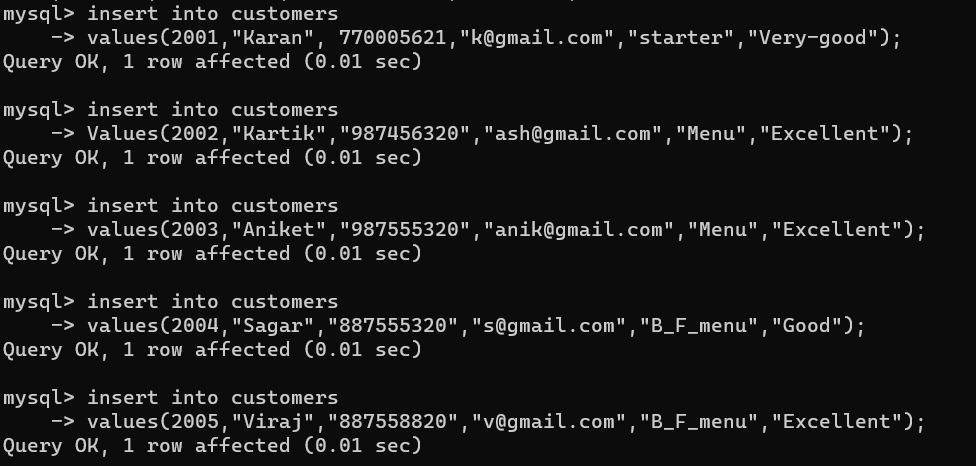 mysql> insert into customers
    -> values(2001,"Karan", 770005621,"k@gmail.com","starter","Very-good");
Query OK, 1 row affected (0.01 sec)

mysql> insert into customers
    -> Values(2002,"Kartik","987456320","ash@gmail.com","Menu","Excellent");
Query OK, 1 row affected (0.01 sec)

mysql> insert into customers
    -> values(2003,"Aniket","987555320","anik@gmail.com","Menu","Excellent");
Query OK, 1 row affected (0.01 sec)

mysql> insert into customers
    -> values(2004,"Sagar","887555320","s@gmail.com","B_F_menu","Good");
Query OK, 1 row affected (0.01 sec)

mysql> insert into customers
    -> values(2005,"Viraj","887558820","v@gmail.com","B_F_menu","Excellent");
Query OK, 1 row affected (0.01 sec)